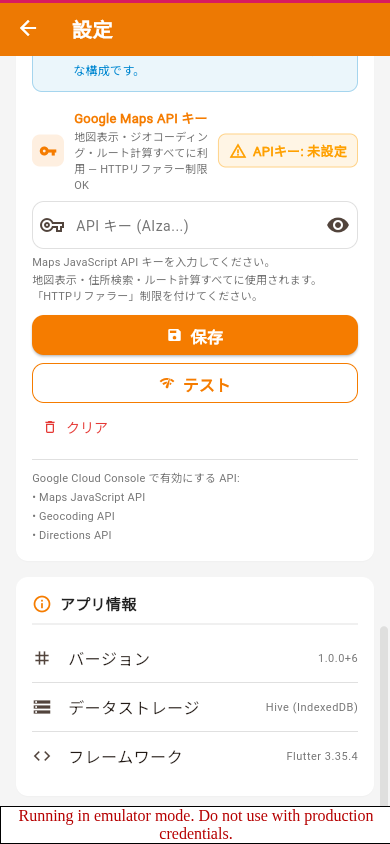 設定
な構成です。
Google Maps API キー
地図表示・ジオコーディン
グ・ルート計算すべてに利
用 — HTTPリファラー制限
OK
APIキー: 未設定
API キー (AIza...)
Maps JavaScript API キーを入力してください。
地図表示・住所検索・ルート計算すべてに使用されます。
「HTTPリファラー」制限を付けてください。
保存
テスト
クリア
Google Cloud Console で有効にする API:
• Maps JavaScript API
• Geocoding API
• Directions API
アプリ情報
バージョン 1.0.0+6
データストレージ Hive (IndexedDB)
フレームワーク Flutter 3.35.4
Running in emulator mode. Do not use with production
credentials.